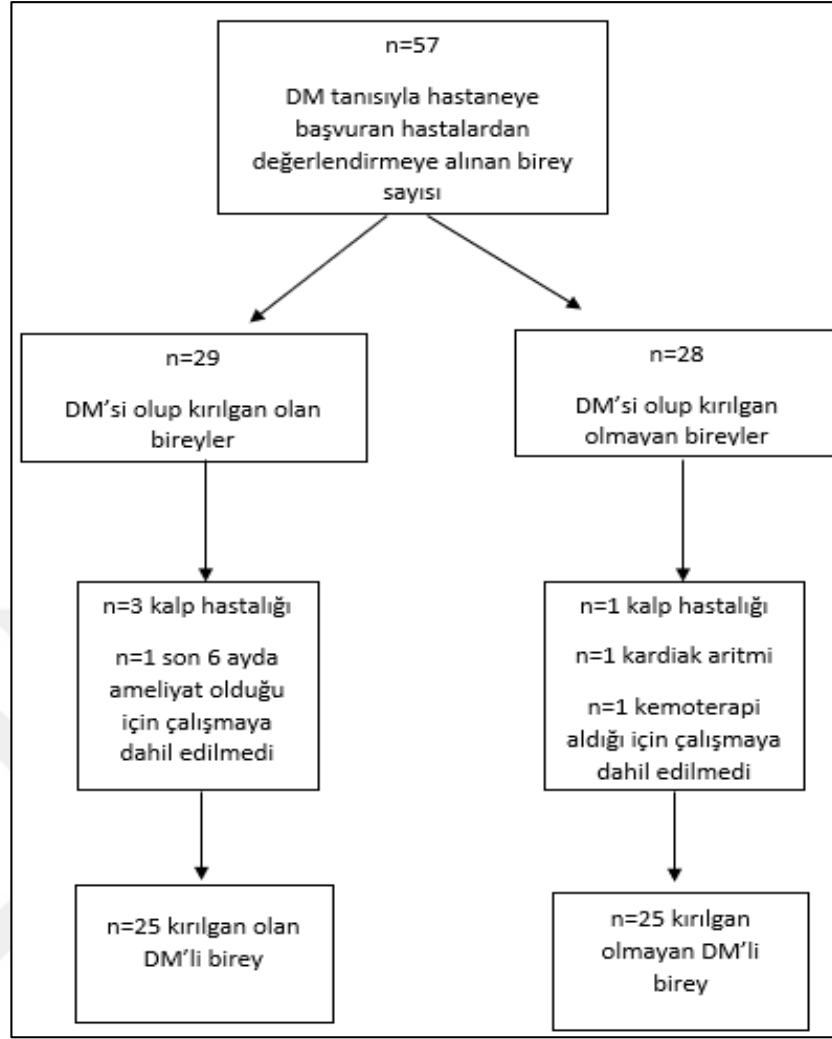 n=57
DM tanısıyla hastaneye
başvuran hastalardan
değerlendirmeye alınan birey
sayısı
n=29
DM'si olup kırılgan olan
bireyler
n=28
DM'si olup kırılgan
olmayan bireyler
n=3 kalp hastalığı
n=1 son 6 ayda
ameliyat olduğu
için çalışmaya
dahil edilmedi
n=1 kalp hastalığı
n=1 kardiak aritmi
n=1 kemoterapi
aldığı için çalışmaya
dahil edilmedi
n=25 kırılgan olan
DM'li birey
n=25 kırılgan
olmayan DM'li
birey